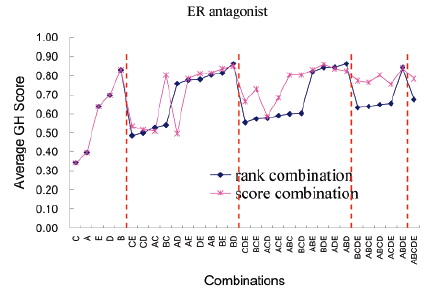 ER antagonist
Average GH Score
1.00
0.90
0.80
0.70
0.60
0.50
0.40
0.30
0.20
0.10
0.00
rank combination
score combination
C A E D B CE CD AC BC AD AE DE AB BE BD CDE BCE ACD ACE ABC BCD ABE BDE ADE ABD BCDE ABCE ABCD ACDE ABDE ABCDE
Combinations